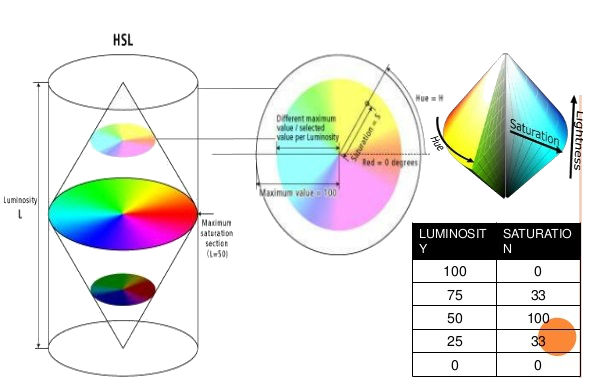 HSL
Luminosity
L
Maximum
saturation
section
(L=50)
Different maximum
value / selected
value per Luminosity
Saturation = S
Hue = H
Red = 0 degrees
Maximum value = 100
Hue
Saturation
Lightness
LUMINOSIT SATURATIO
Y N
100 0
75 33
50 100
25 33
0 0